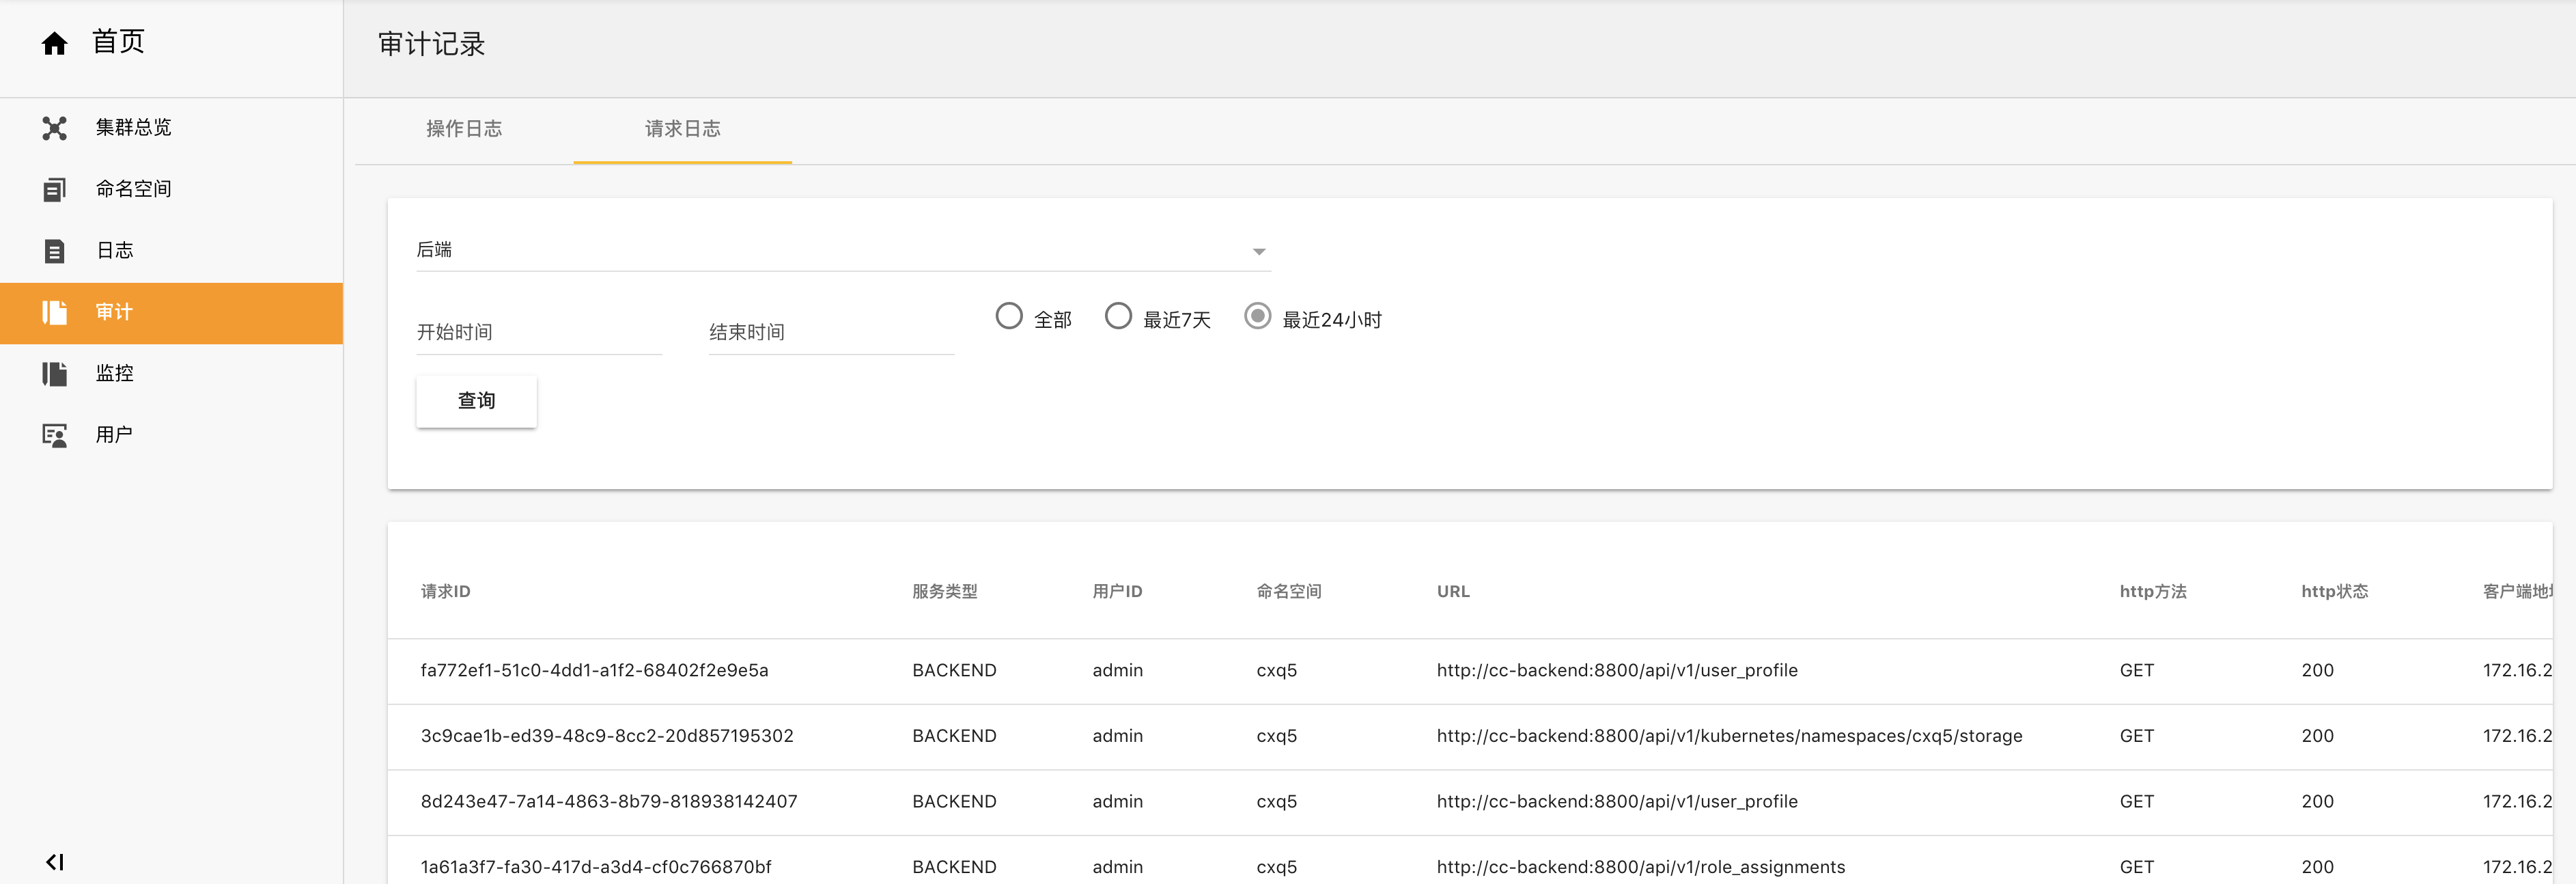 首页
审计记录
集群总览
命名空间
日志
审计
监控
用户
操作日志 请求日志
后端
开始时间 结束时间 全部 最近7天 最近24小时
查询
请求ID 服务类型 用户ID 命名空间 URL http方法 http状态 客户端地
fa772ef1-51c0-4dd1-a1f2-68402f2e9e5a BACKEND admin cxq5 http://cc-backend:8800/api/v1/user_profile GET 200 172.16.2
3c9cae1b-ed39-48c9-8cc2-20d857195302 BACKEND admin cxq5 http://cc-backend:8800/api/v1/kubernetes/namespaces/cxq5/storage GET 200 172.16.2
8d243e47-7a14-4863-8b79-818938142407 BACKEND admin cxq5 http://cc-backend:8800/api/v1/user_profile GET 200 172.16.2
1a61a3f7-fa30-417d-a3d4-cf0c766870bf BACKEND admin cxq5 http://cc-backend:8800/api/v1/role_assignments GET 200 172.16.2